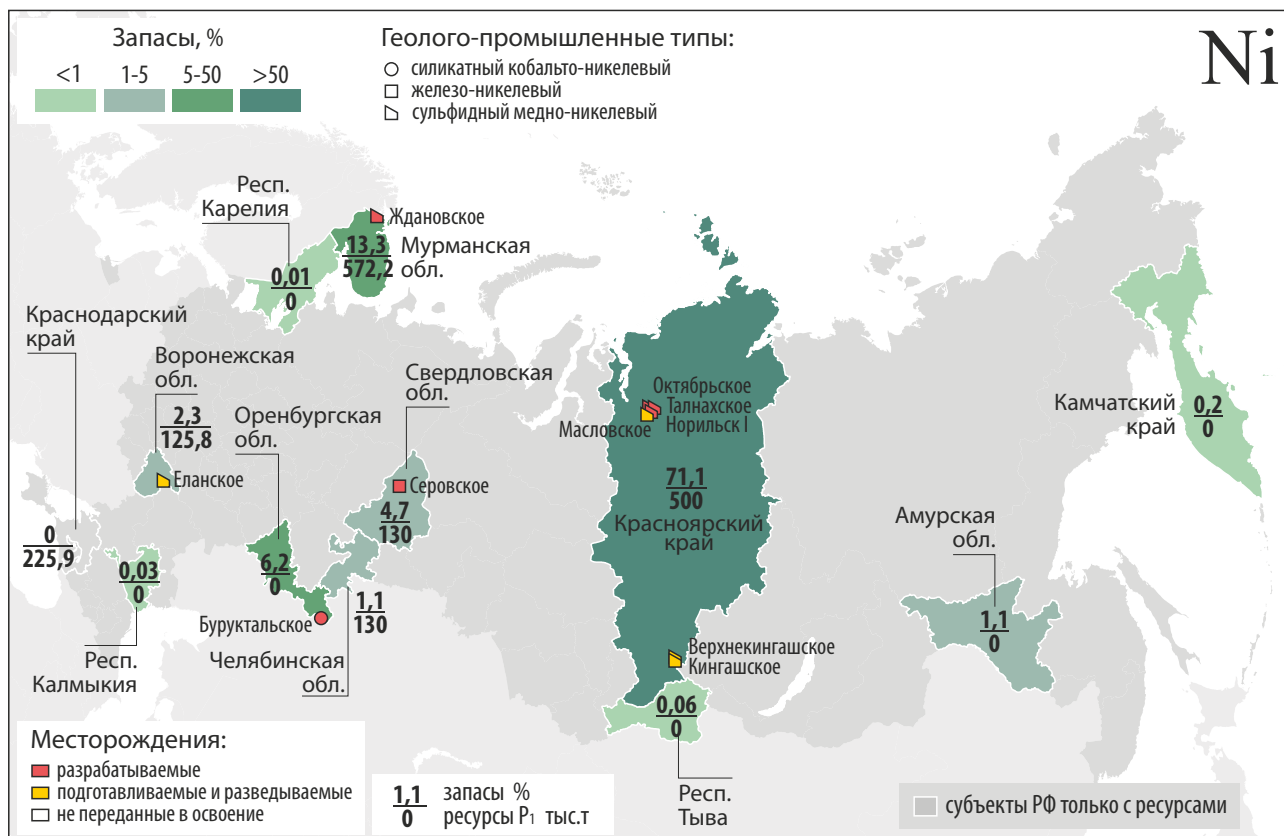 Запасы, %
<1 1-5 5-50 >50
Геолого-промышленные типы:
силикатный кобальто-никелевый
железо-никелевый
сульфидный медно-никелевый
Ni
Респ.
Карелия
0,01
0
Ждановское
13,3
572,2
Мурманская
обл.
Краснодарский
край
0
225,9
Воронежская
обл.
2,3
125,8
Еланское
Оренбургская
обл.
6,2
0
Буруктальское
Свердловская
обл.
Серовское
4,7
130
1,1
130
Челябинская
обл.
0,03
0
Респ.
Калмыкия
Октябрьское
Талнахское
Норильск I
Масловское
71,1
500
Красноярский
край
Верхнекингашское
Кингашское
0,06
0
Респ.
Тыва
Камчатский
край
0,2
0
Амурская
обл.
1,1
0
Месторождения:
разрабатываемые
подготавливаемые и разведываемые
не переданные в освоение
1,1
0
запасы %
ресурсы P₁ тыс.т
субъекты РФ только с ресурсами